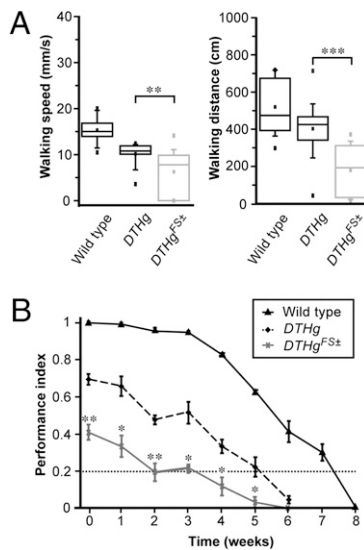 A
Walking speed (mm/s)
40
30
20
10
0
**
Wild type
DTHg
DTHg^FS±
Walking distance (cm)
1200
1000
800
600
400
200
0
***
Wild type
DTHg
DTHg^FS±
B
Performance index
1
0.8
0.6
0.4
0.2
0
Wild type
DTHg
DTHg^FS±
** * ** * * *
0 1 2 3 4 5 6 7 8
Time (weeks)